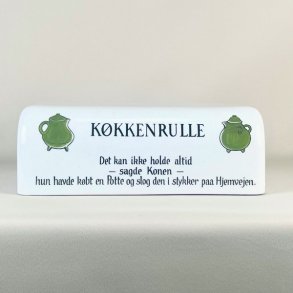 KØKKENRULLE
Det kan ikke holde altid
– sagde Konen –
hun havde købt en Potte og slog den i stykker paa Hjemvejen.